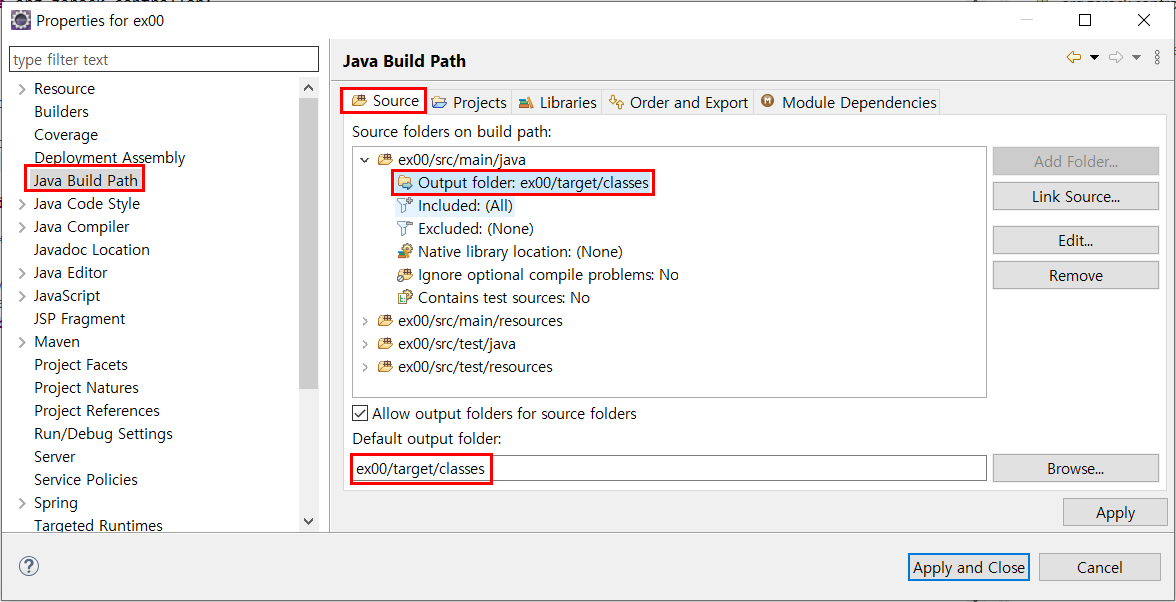 Properties for ex00
type filter text
Resource
Builders
Coverage
Deployment Assembly
Java Build Path
Java Code Style
Java Compiler
Javadoc Location
Java Editor
JavaScript
JSP Fragment
Maven
Project Facets
Project Natures
Project References
Run/Debug Settings
Server
Service Policies
Spring
Targeted Runtimes
Java Build Path
Source Projects Libraries Order and Export Module Dependencies
Source folders on build path:
ex00/src/main/java
Output folder: ex00/target/classes
Included: (All)
Excluded: (None)
Native library location: (None)
Ignore optional compile problems: No
Contains test sources: No
ex00/src/main/resources
ex00/src/test/java
ex00/src/test/resources
Add Folder...
Link Source...
Edit...
Remove
Allow output folders for source folders
Default output folder:
ex00/target/classes
Browse...
Apply
Apply and Close
Cancel